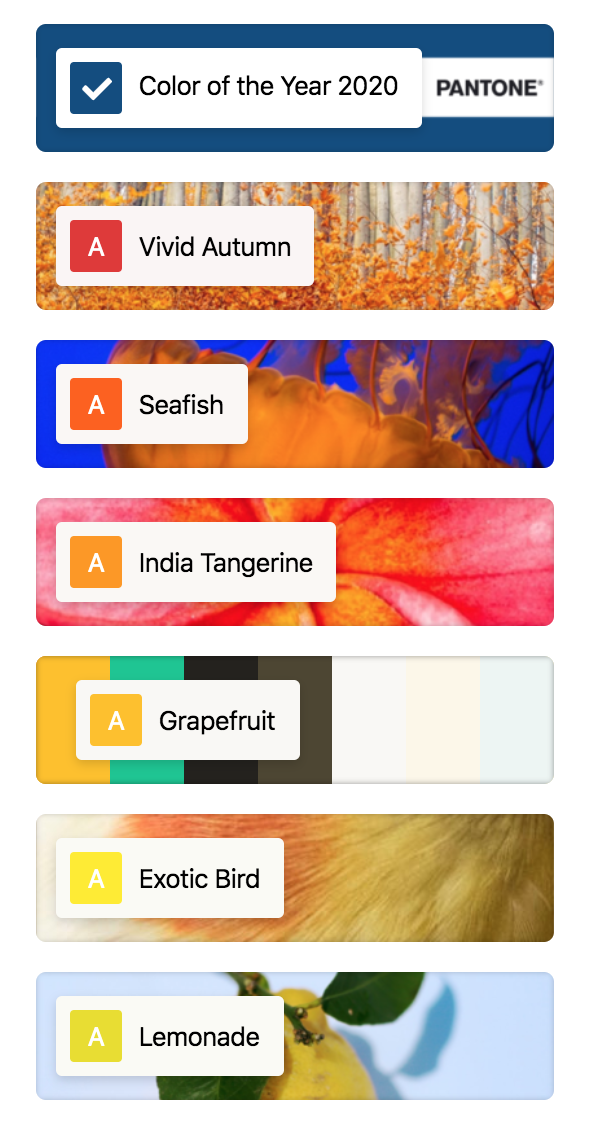 Color of the Year 2020 PANTONE®
A Vivid Autumn
A Seafish
A India Tangerine
A Grapefruit
A Exotic Bird
A Lemonade